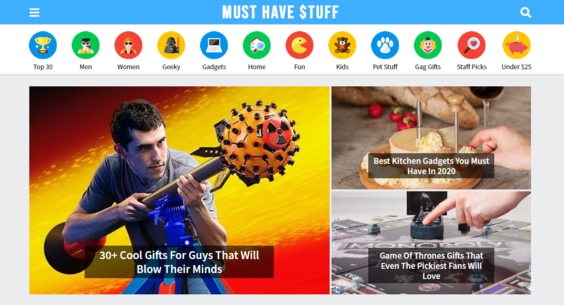 MUST HAVE $TUFF
Top 30
Men
Women
Geeky
Gadgets
Home
Fun
Kids
Pet Stuff
Gag Gifts
Staff Picks
Under $25
30+ Cool Gifts For Guys That Will
Blow Their Minds
Best Kitchen Gadgets You Must
Have In 2020
Game Of Thrones Gifts That
Even The Pickiest Fans Will
Love